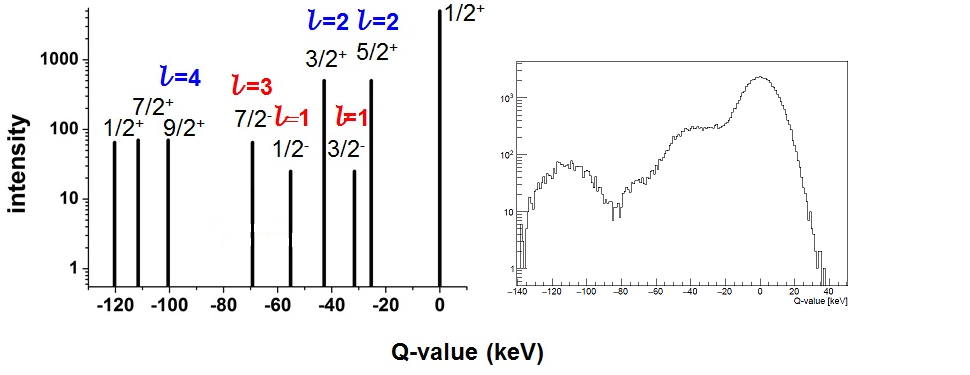 ℓ=2 ℓ=2
1/2+
3/2+ 5/2+
1000
ℓ=4
ℓ=3
7/2+
7/2- ℓ=1 ℓ=1
100
1/2+ 9/2+
1/2- 3/2-
intensity
10
1
-120 -100 -80 -60 -40 -20 0
Q-value (keV)
10³
10²
10
1
−140 −120 −100 −80 −60 −40 −20 0 20 40
Q-value [keV]